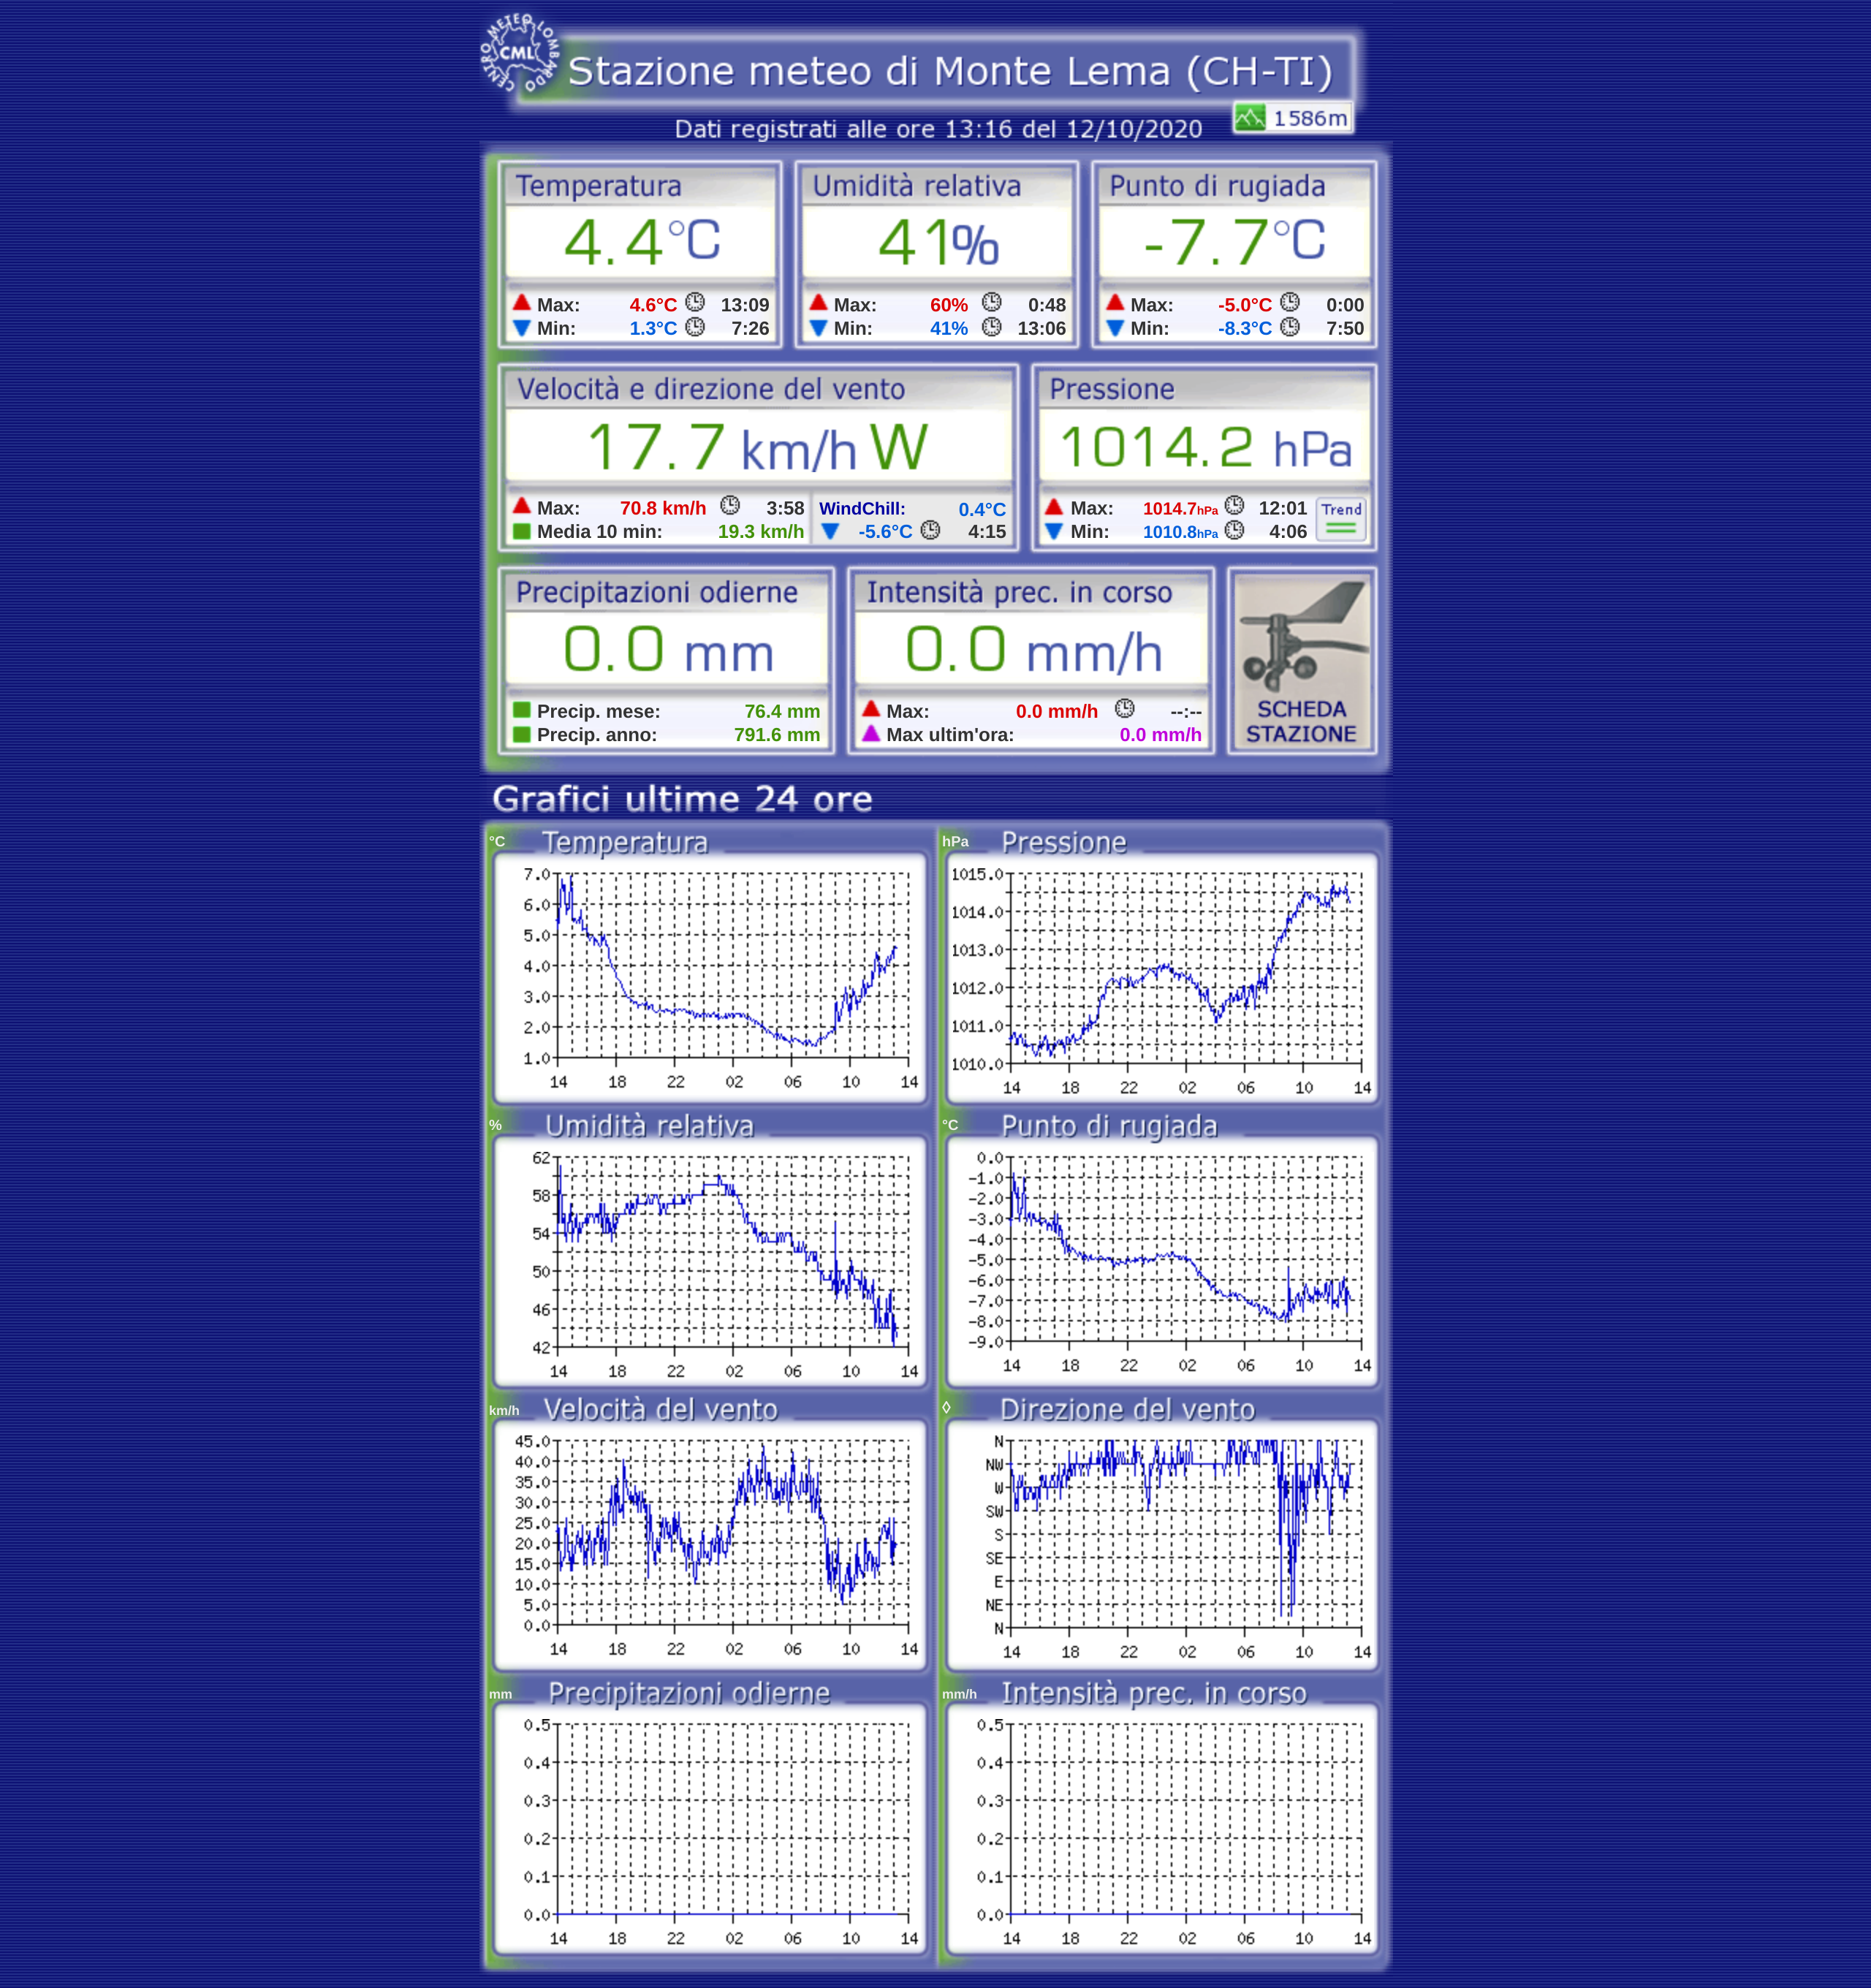 CENTRO METEO LOMBARDO
CML
Stazione meteo di Monte Lema (CH-TI)
1586m
Dati registrati alle ore 13:16 del 12/10/2020
Temperatura Umidità relativa Punto di rugiada
4.4°C 41% -7.7°C
Max: 4.6°C 13:09 Max: 60% 0:48 Max: -5.0°C 0:00
Min: 1.3°C 7:26 Min: 41% 13:06 Min: -8.3°C 7:50
Velocità e direzione del vento Pressione
17.7 km/h W 1014.2 hPa
Max: 70.8 km/h 3:58 WindChill: 0.4°C Max: 1014.7hPa 12:01 Trend
Media 10 min: 19.3 km/h -5.6°C 4:15 Min: 1010.8hPa 4:06
Precipitazioni odierne Intensità prec. in corso
0.0 mm 0.0 mm/h
Precip. mese: 76.4 mm Max: 0.0 mm/h --:-- SCHEDA
Precip. anno: 791.6 mm Max ultim'ora: 0.0 mm/h STAZIONE
Grafici ultime 24 ore
°C Temperatura
7.0
6.0
5.0
4.0
3.0
2.0
1.0
14 18 22 02 06 10 14
hPa Pressione
1015.0
1014.0
1013.0
1012.0
1011.0
1010.0
14 18 22 02 06 10 14
% Umidità relativa
62
58
54
50
46
42
14 18 22 02 06 10 14
°C Punto di rugiada
0.0
-1.0
-2.0
-3.0
-4.0
-5.0
-6.0
-7.0
-8.0
-9.0
14 18 22 02 06 10 14
km/h Velocità del vento
45.0
40.0
35.0
30.0
25.0
20.0
15.0
10.0
5.0
0.0
14 18 22 02 06 10 14
◊ Direzione del vento
N
NW
W
SW
S
SE
E
NE
N
14 18 22 02 06 10 14
mm Precipitazioni odierne
0.5
0.4
0.3
0.2
0.1
0.0
14 18 22 02 06 10 14
mm/h Intensità prec. in corso
0.5
0.4
0.3
0.2
0.1
0.0
14 18 22 02 06 10 14